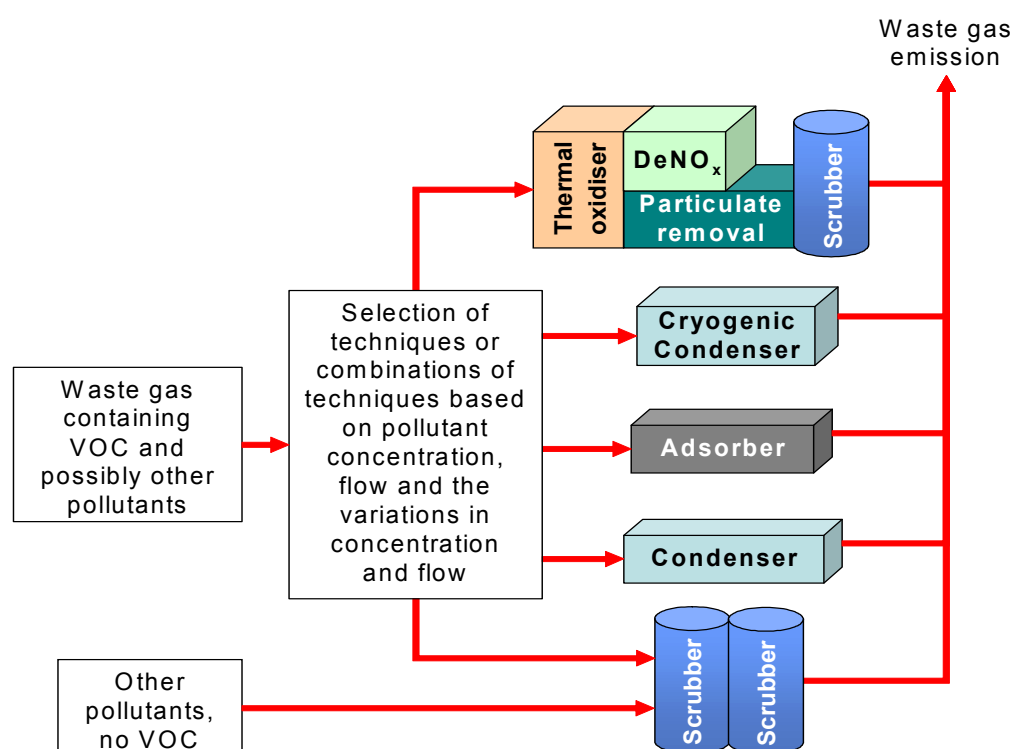 Waste gas
emission
Thermal
oxidiser
DeNOx
Particulate
removal
Scrubber
Selection of
techniques or
combinations of
techniques based
on pollutant
concentration,
flow and the
variations in
concentration
and flow
Cryogenic
Condenser
Waste gas
containing
VOC and
possibly other
pollutants
Adsorber
Condenser
Scrubber
Scrubber
Other
pollutants,
no VOC